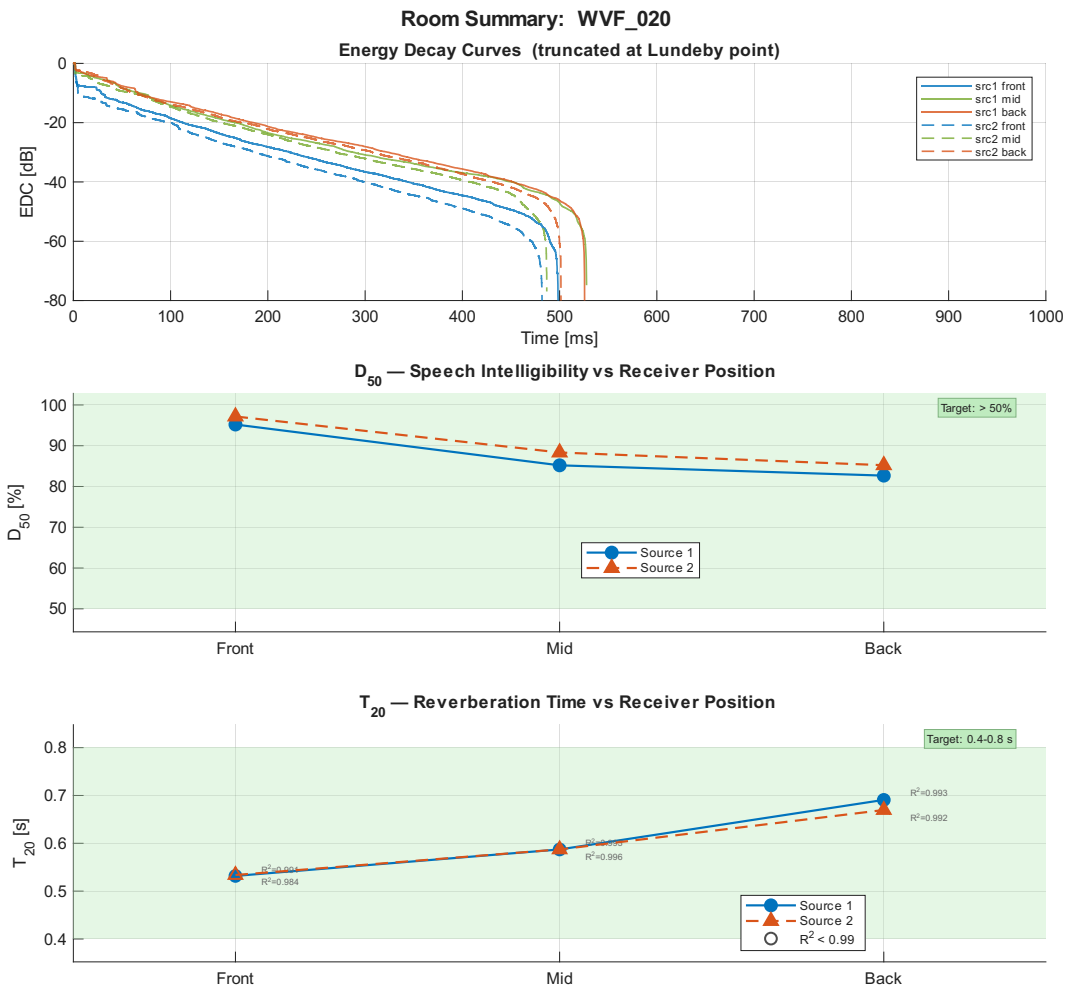 Room Summary: WVF_020
Energy Decay Curves (truncated at Lundeby point)
EDC [dB]
0
-20
-40
-60
-80
0 100 200 300 400 500 600 700 800 900 1000
Time [ms]
src1 front
src1 mid
src1 back
src2 front
src2 mid
src2 back
D50 — Speech Intelligibility vs Receiver Position
Target: > 50%
D50 [%]
100
90
80
70
60
50
Source 1
Source 2
Front Mid Back
T20 — Reverberation Time vs Receiver Position
Target: 0.4-0.8 s
T20 [s]
0.8
0.7
0.6
0.5
0.4
R2=0.984
R2=0.996
R2=0.993
R2=0.992
Source 1
Source 2
R2 < 0.99
Front Mid Back